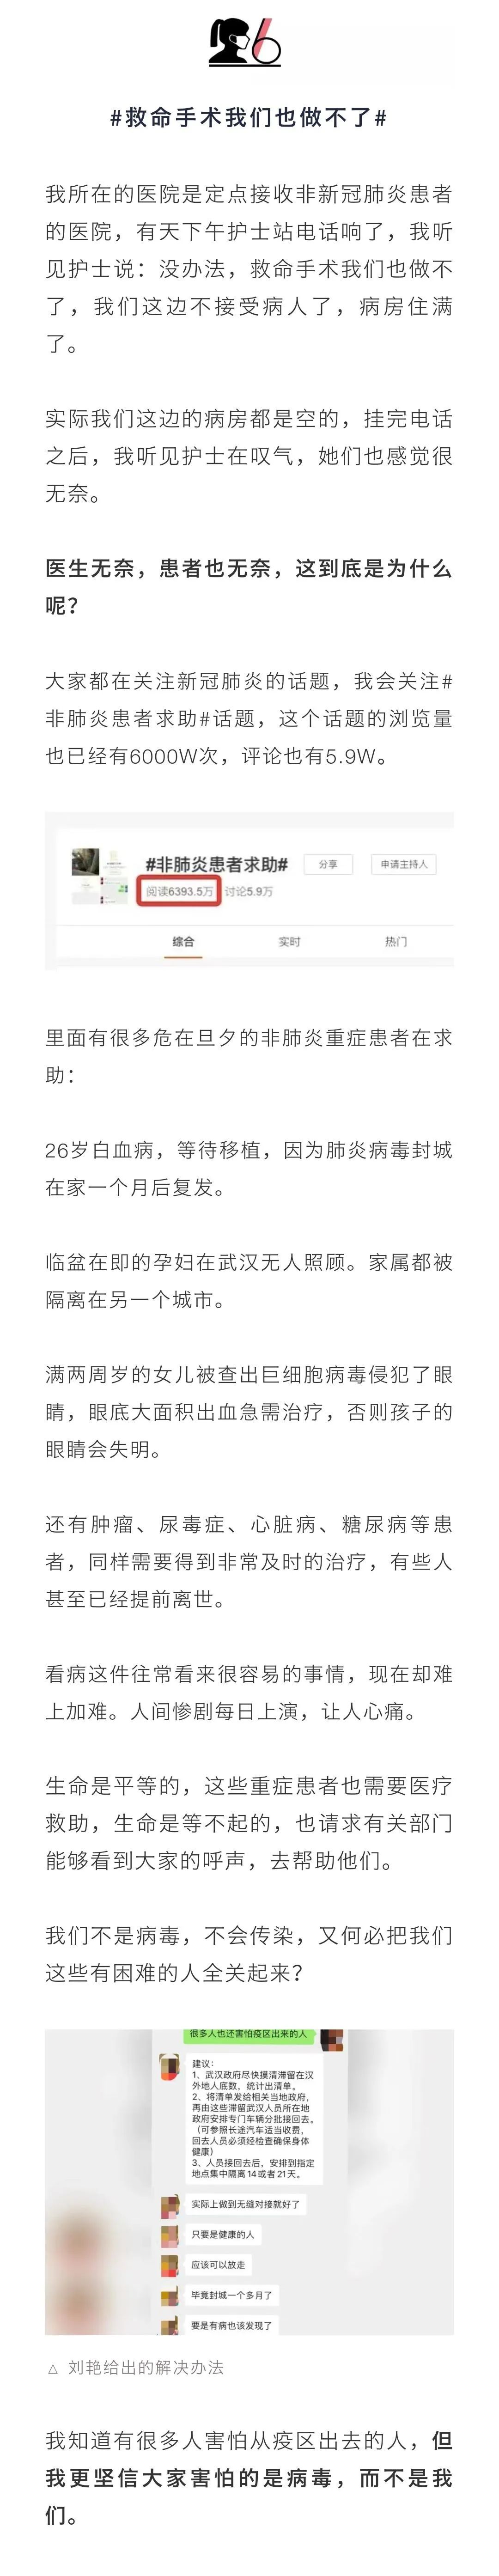 #救命手术我们也做不了#
我所在的医院是定点接收非新冠肺炎患者
的医院，有天下午护士站电话响了，我听
见护士说：没办法，救命手术我们也做不
了，我们这边不接受病人了，病房住满
了。
实际我们这边的病房都是空的，挂完电话
之后，我听见护士在叹气，她们也感觉很
无奈。
医生无奈，患者也无奈，这到底是为什么
呢？
大家都在关注新冠肺炎的话题，我会关注#
非肺炎患者求助#话题，这个话题的浏览量
也已经有6000W次，评论也有5.9W。
#非肺炎患者求助#
分享
申请主持人
阅读6393.5万 讨论5.9万
综合 实时 热门
里面有很多危在旦夕的非肺炎重症患者在求
助：
26岁白血病，等待移植，因为肺炎病毒封城
在家一个月后复发。
临盆在即的孕妇在武汉无人照顾。家属都被
隔离在另一个城市。
满两周岁的女儿被查出巨细胞病毒侵犯了眼
睛，眼底大面积出血急需治疗，否则孩子的
眼睛会失明。
还有肿瘤、尿毒症、心脏病、糖尿病等患
者，同样需要得到非常及时的治疗，有些人
甚至已经提前离世。
看病这件往常看来很容易的事情，现在却难
上加难。人间惨剧每日上演，让人心痛。
生命是平等的，这些重症患者也需要医疗
救助，生命是等不起的，也请求有关部门
能够看到大家的呼声，去帮助他们。
我们不是病毒，不会传染，又何必把我们
这些有困难的人全关起来？
很多人也还害怕疫区出来的人
建议：
1、武汉政府尽快摸清滞留在汉
外地人底数，统计出清单。
2、将清单发给相关当地政府，
再由这些滞留武汉人员所在地
政府安排专门车辆分批接回去。
（可参照长途汽车适当收费，
回去人员必须经检查确保身体
健康）
3、人员接回去后，安排到指定
地点集中隔离14或者21天。
实际上做到无缝对接就好了
只要是健康的人
应该可以放走
毕竟封城一个多月了
要是有病也该发现了
△ 刘艳给出的解决办法
我知道有很多人害怕从疫区出去的人，但
我更坚信大家害怕的是病毒，而不是我
们。